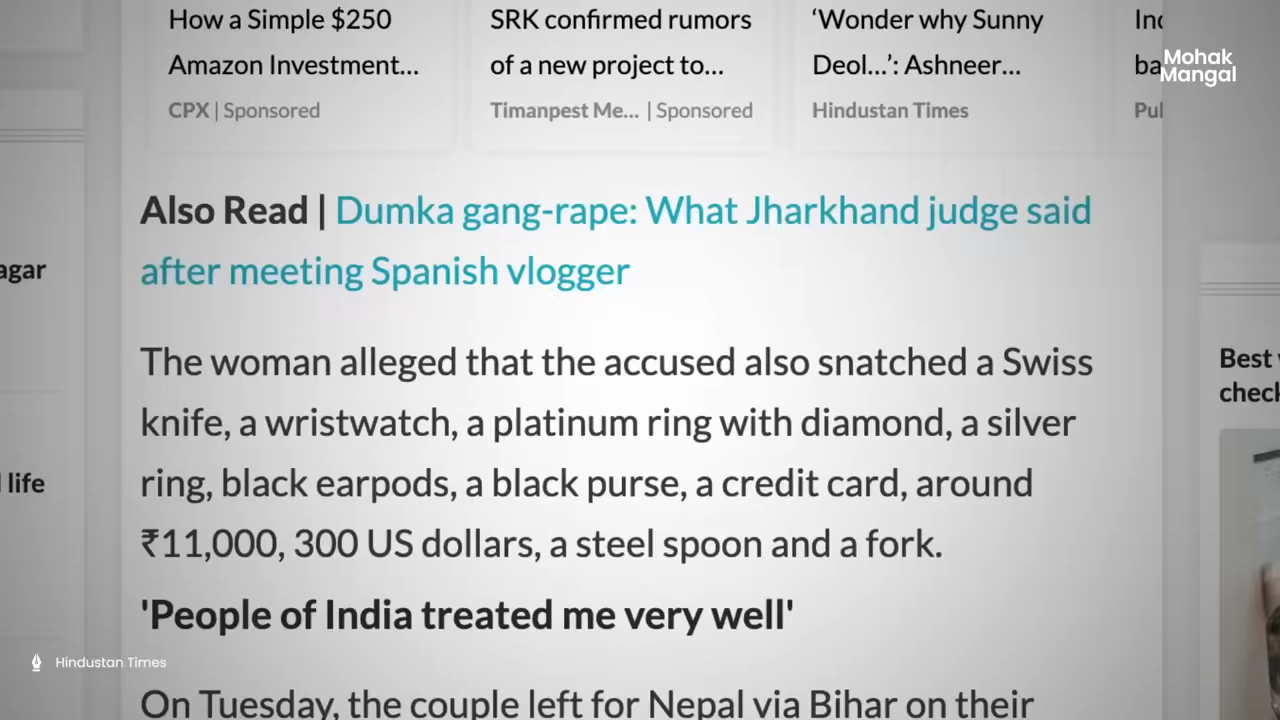 How a Simple $250
Amazon Investment...
CPX | Sponsored
SRK confirmed rumors
of a new project to...
Timanpest Me... | Sponsored
‘Wonder why Sunny
Deol...’: Ashneer...
Hindustan Times
Mohak
Mangal
Also Read | Dumka gang-rape: What Jharkhand judge said
after meeting Spanish vlogger
The woman alleged that the accused also snatched a Swiss
knife, a wristwatch, a platinum ring with diamond, a silver
ring, black earpods, a black purse, a credit card, around
₹11,000, 300 US dollars, a steel spoon and a fork.
'People of India treated me very well'
On Tuesday, the couple left for Nepal via Bihar on their
life
Best
check
Hindustan Times